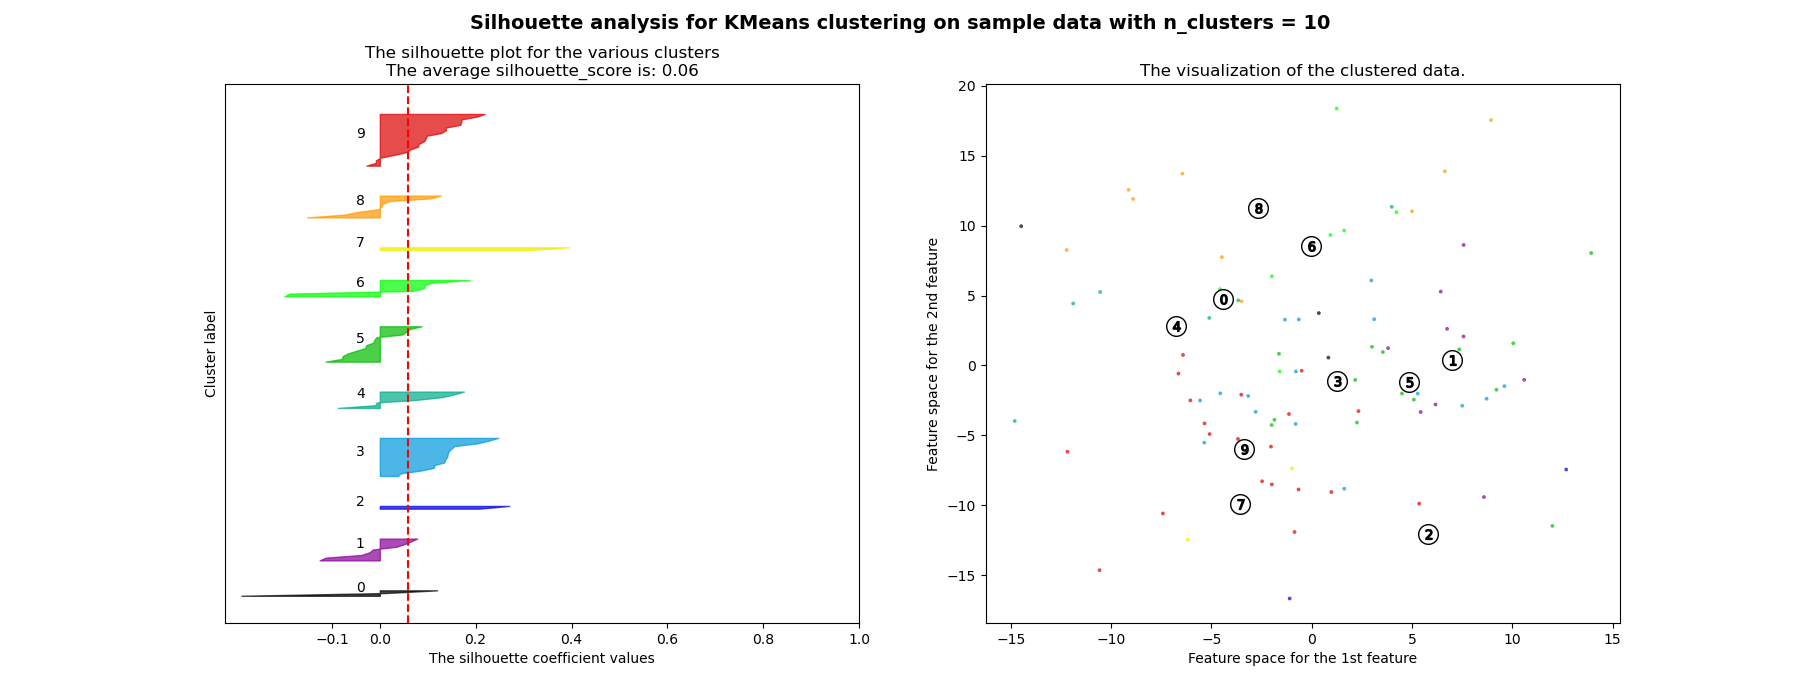 Silhouette analysis for KMeans clustering on sample data with n_clusters = 10
The silhouette plot for the various clusters
The average silhouette_score is: 0.06
Cluster label
9
8
7
6
5
4
3
2
1
0
−0.1 0.0 0.2 0.4 0.6 0.8 1.0
The silhouette coefficient values
The visualization of the clustered data.
Feature space for the 2nd feature
20
15
10
5
0
−5
−10
−15
8
6
0
4
1
3
5
9
7
2
−15 −10 −5 0 5 10 15
Feature space for the 1st feature